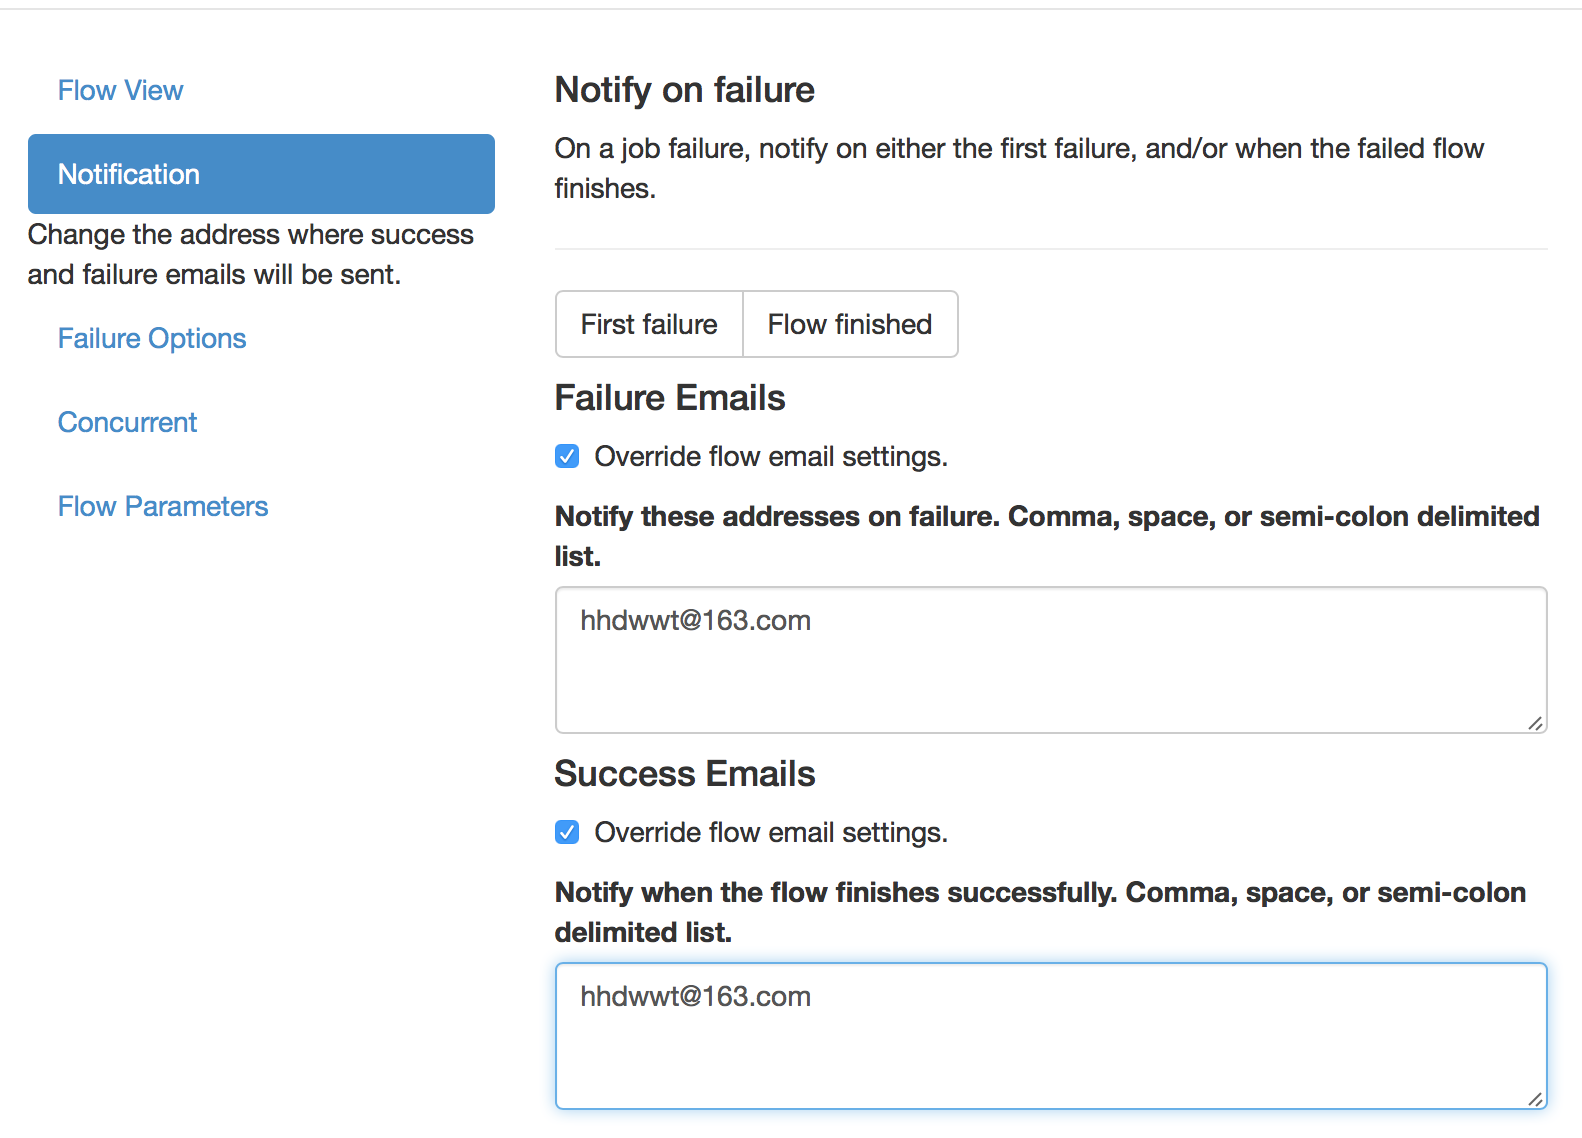 Flow View
Notification
Change the address where success
and failure emails will be sent.
Failure Options
Concurrent
Flow Parameters
Notify on failure
On a job failure, notify on either the first failure, and/or when the failed flow
finishes.
First failure
Flow finished
Failure Emails
Override flow email settings.
Notify these addresses on failure. Comma, space, or semi-colon delimited
list.
hhdwwt@163.com
Success Emails
Override flow email settings.
Notify when the flow finishes successfully. Comma, space, or semi-colon
delimited list.
hhdwwt@163.com